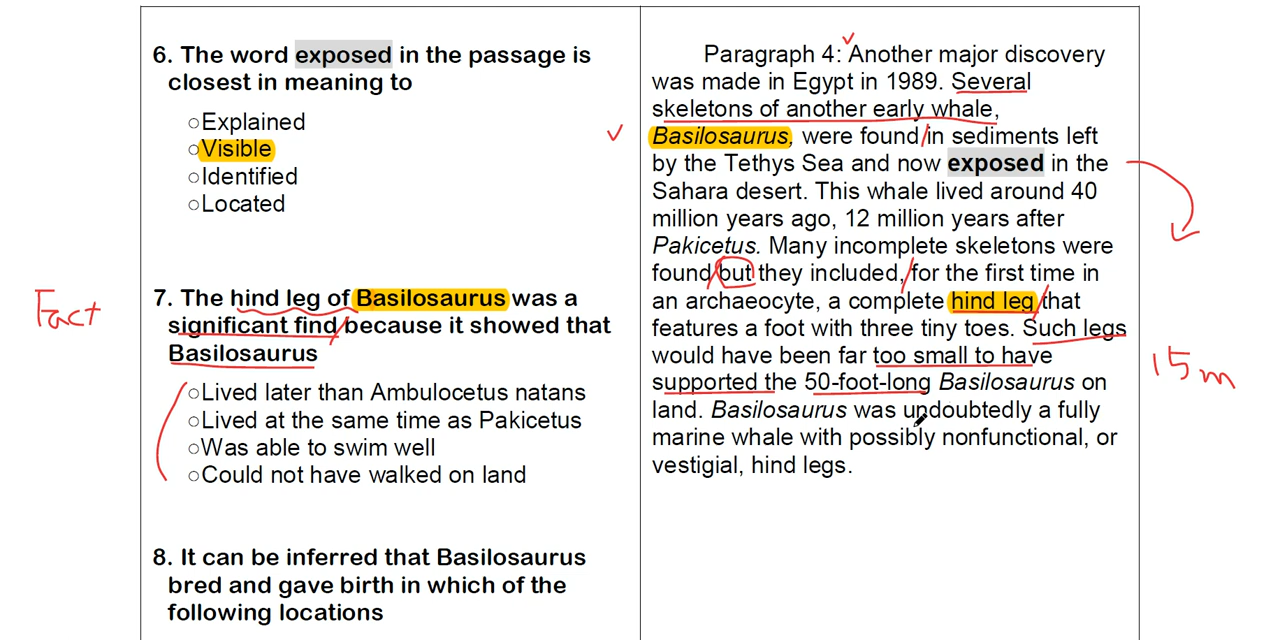 6. The word exposed in the passage is
closest in meaning to
○Explained
○Visible
○Identified
○Located
Fact
7. The hind leg of Basilosaurus was a
significant find because it showed that
Basilosaurus
○Lived later than Ambulocetus natans
○Lived at the same time as Pakicetus
○Was able to swim well
○Could not have walked on land
8. It can be inferred that Basilosaurus
bred and gave birth in which of the
following locations
Paragraph 4: Another major discovery
was made in Egypt in 1989. Several
skeletons of another early whale,
Basilosaurus, were found in sediments left
by the Tethys Sea and now exposed in the
Sahara desert. This whale lived around 40
million years ago, 12 million years after
Pakicetus. Many incomplete skeletons were
found but they included, for the first time in
an archaeocyte, a complete hind leg that
features a foot with three tiny toes. Such legs
would have been far too small to have
supported the 50-foot-long Basilosaurus on
land. Basilosaurus was undoubtedly a fully
marine whale with possibly nonfunctional, or
vestigial, hind legs.
15m